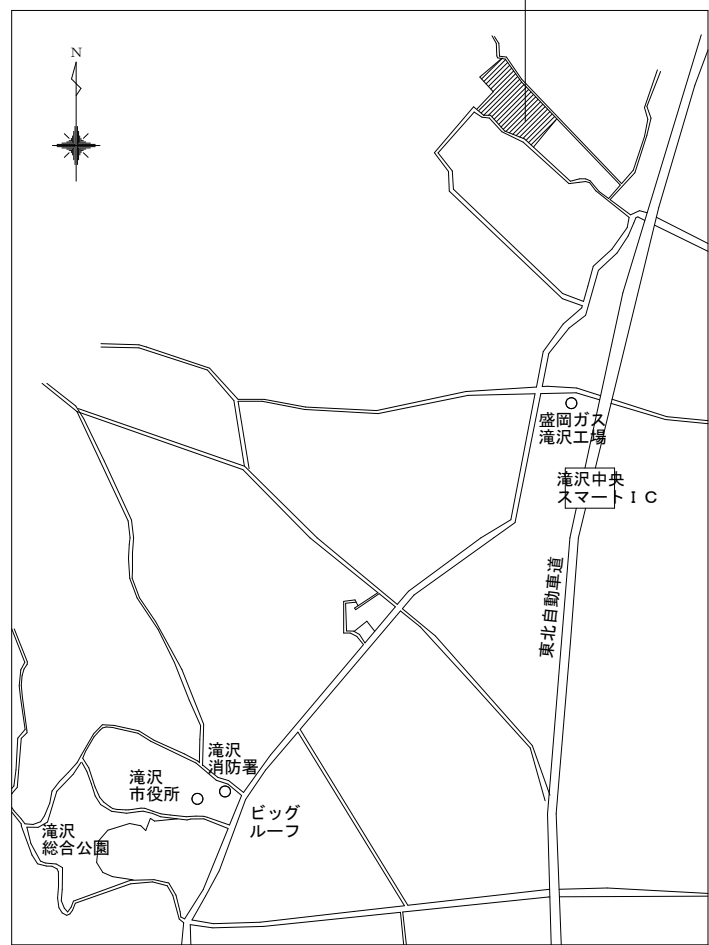 N
盛岡ガス
滝沢工場
滝沢中央
スマートＩＣ
東北自動車道
滝沢
消防署
滝沢
市役所
ビッグ
ルーフ
滝沢
総合公園